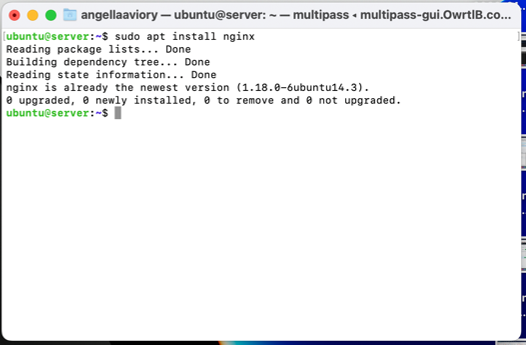 angellaaviory — ubuntu@server: ~ — multipass ◂ multipass-gui.OwrtIB.co...
ubuntu@server:~$ sudo apt install nginx
Reading package lists... Done
Building dependency tree... Done
Reading state information... Done
nginx is already the newest version (1.18.0-6ubuntu14.3).
0 upgraded, 0 newly installed, 0 to remove and 0 not upgraded.
ubuntu@server:~$